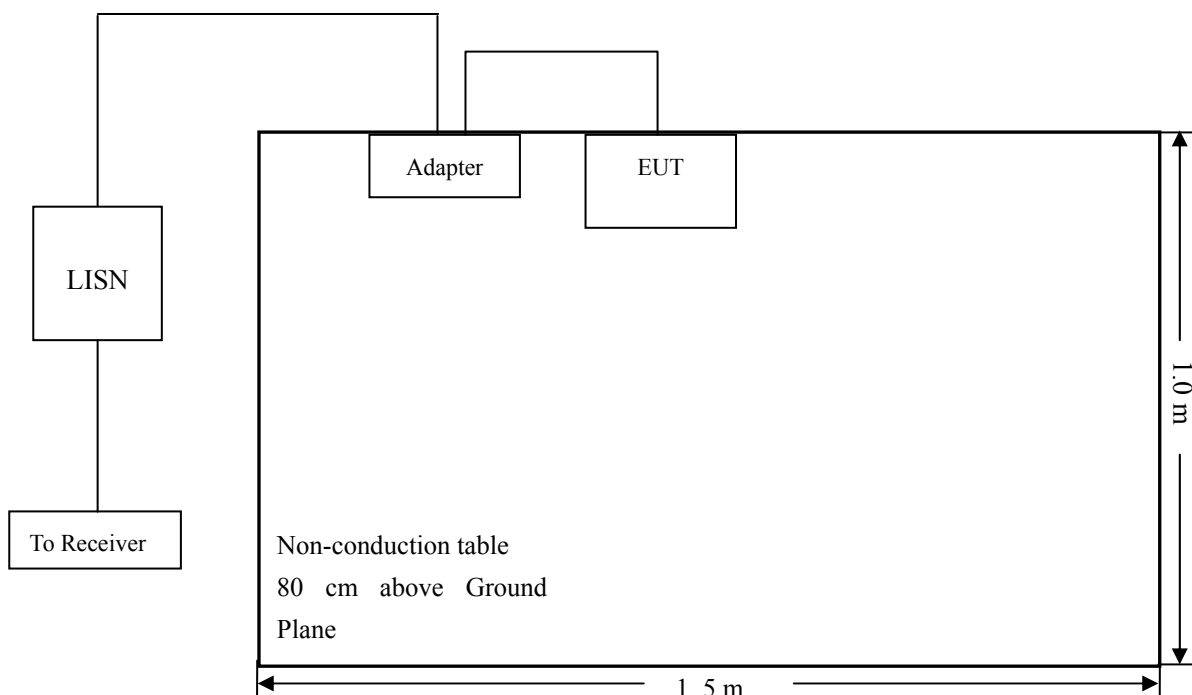 Adapter
EUT
LISN
1.0 m
To Receiver
Non-conduction table
80 cm above Ground
Plane
1.5 m